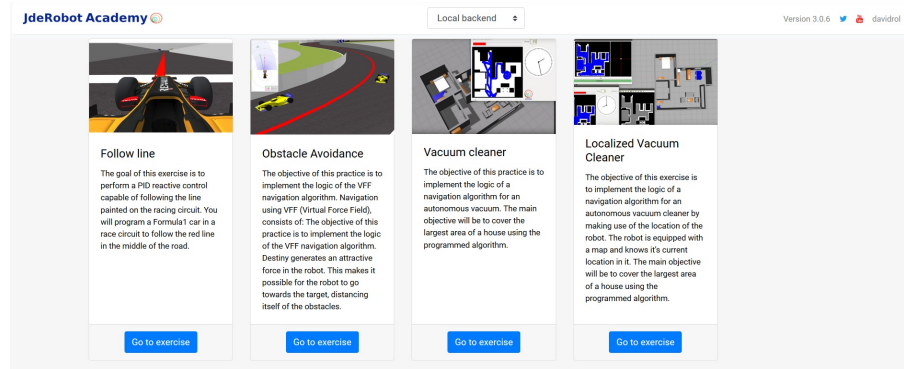 JdeRobot Academy
Local backend
Version 3.0.6
davidrol
Follow line
The goal of this exercise is to
perform a PID reactive control
capable of following the line
painted on the racing circuit. You
will program a Formula1 car in a
race circuit to follow the red line
in the middle of the road.
Go to exercise
Obstacle Avoidance
The objective of this practice is to
implement the logic of the VFF
navigation algorithm. Navigation
using VFF (Virtual Force Field),
consists of: The objective of this
practice is to implement the logic
of the VFF navigation algorithm.
Destiny generates an attractive
force in the robot. This makes it
possible for the robot to go
towards the target, distancing
itself of the obstacles.
Go to exercise
Vacuum cleaner
The objective of this practice is to
implement the logic of a
navigation algorithm for an
autonomous vacuum. The main
objective will be to cover the
largest area of a house using the
programmed algorithm.
Go to exercise
Localized Vacuum
Cleaner
The objective of this exercise is
to implement the logic of a
navigation algorithm for an
autonomous vacuum cleaner by
making use of the location of the
robot. The robot is equipped with
a map and knows it's current
location in it. The main objective
will be to cover the largest area
of a house using the
programmed algorithm.
Go to exercise